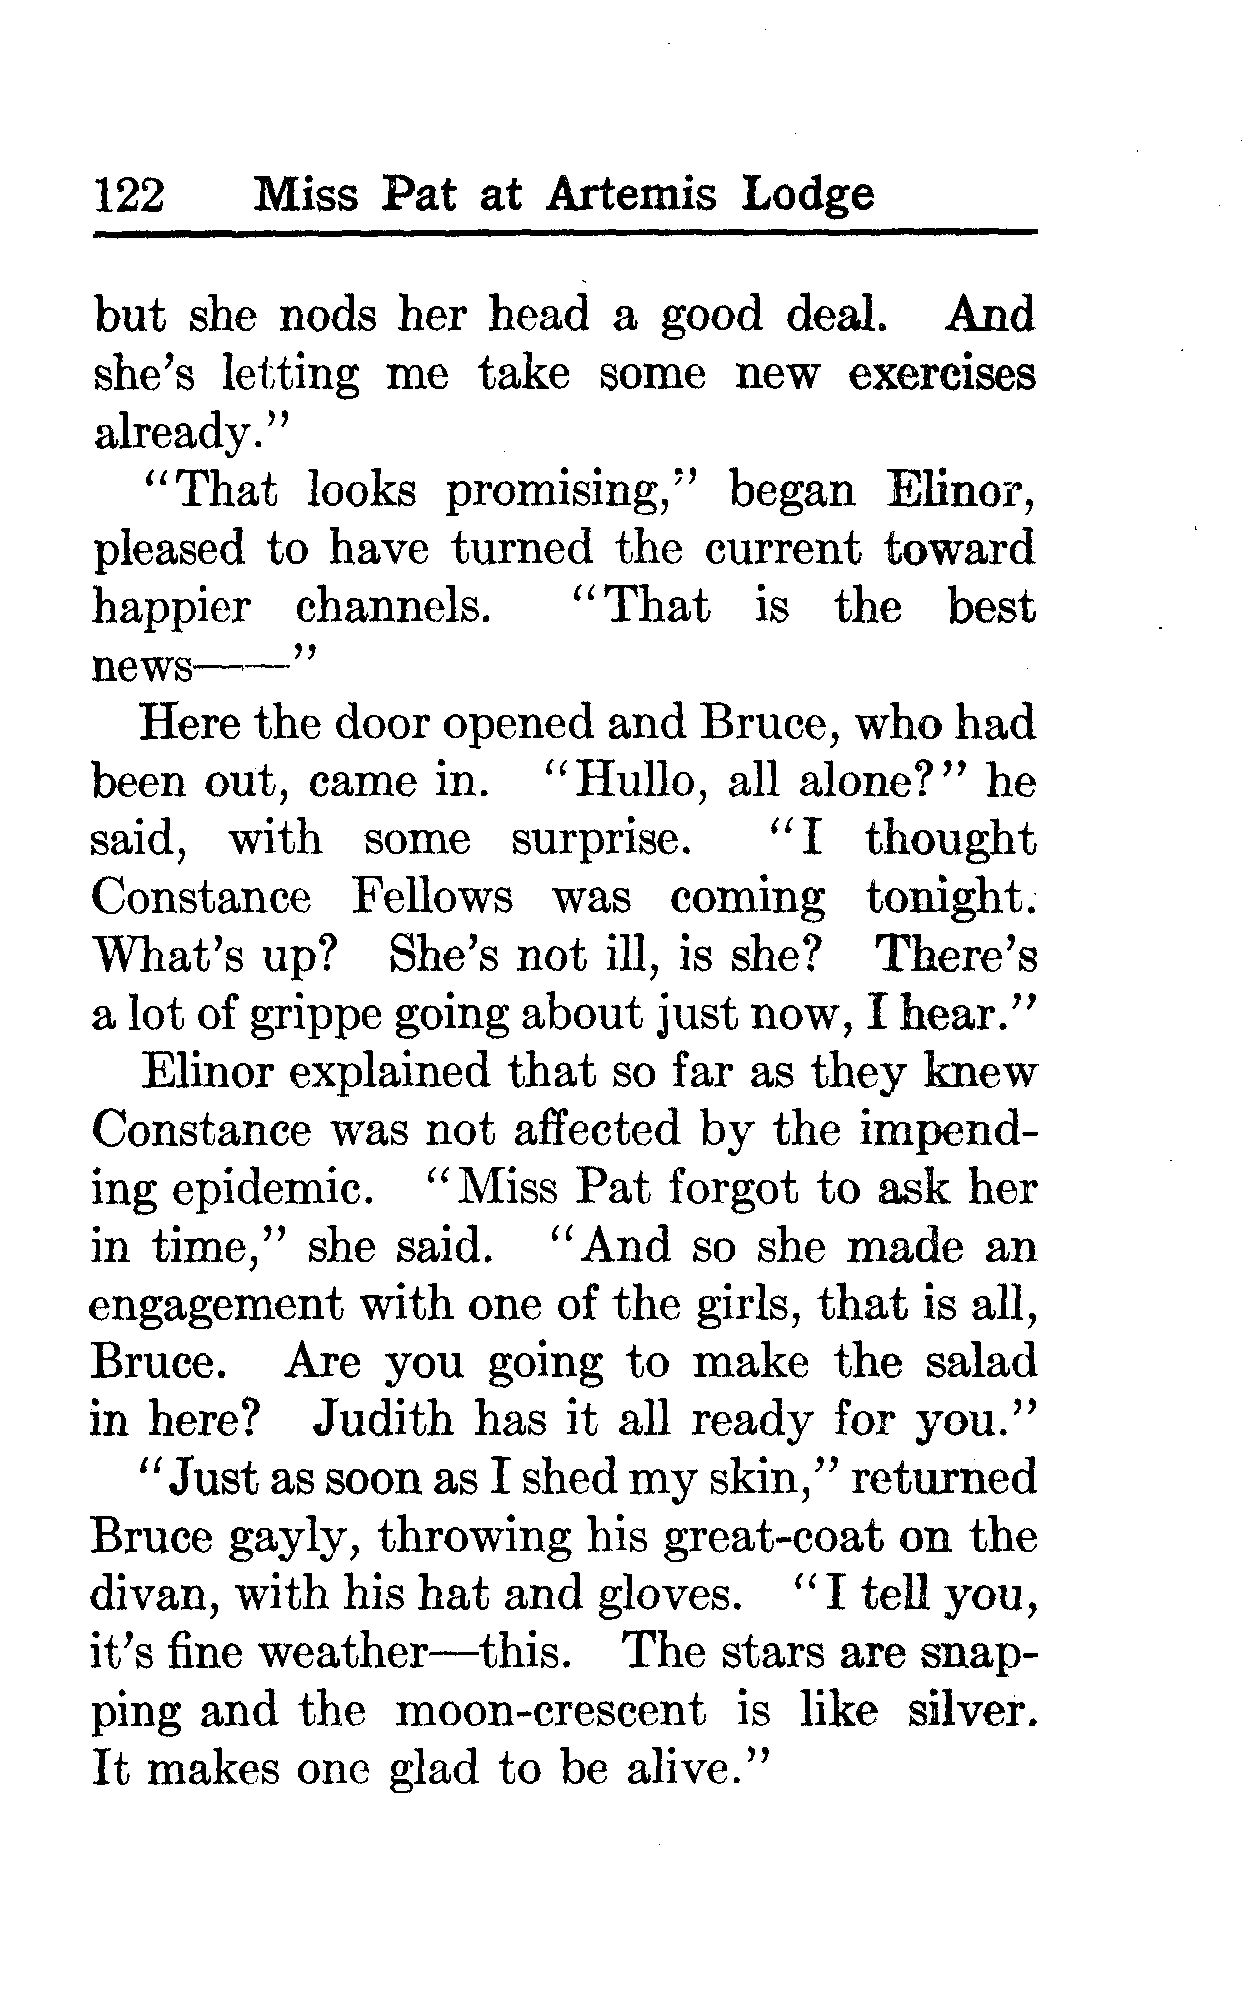 122 Miss Pat at Artemis Lodge
but she nods her head a good deal. And
she's letting me take some new exercises
already."
"That looks promising," began Elinor,
pleased to have turned the current toward
happier channels. "That is the best
news——"
Here the door opened and Bruce, who had
been out, came in. "Hullo, all alone?" he
said, with some surprise. "I thought
Constance Fellows was coming tonight.
What's up? She's not ill, is she? There's
a lot of grippe going about just now, I hear."
Elinor explained that so far as they knew
Constance was not affected by the impend-
ing epidemic. "Miss Pat forgot to ask her
in time," she said. "And so she made an
engagement with one of the girls, that is all,
Bruce. Are you going to make the salad
in here? Judith has it all ready for you."
"Just as soon as I shed my skin," returned
Bruce gayly, throwing his great-coat on the
divan, with his hat and gloves. "I tell you,
it's fine weather—this. The stars are snap-
ping and the moon-crescent is like silver.
It makes one glad to be alive."